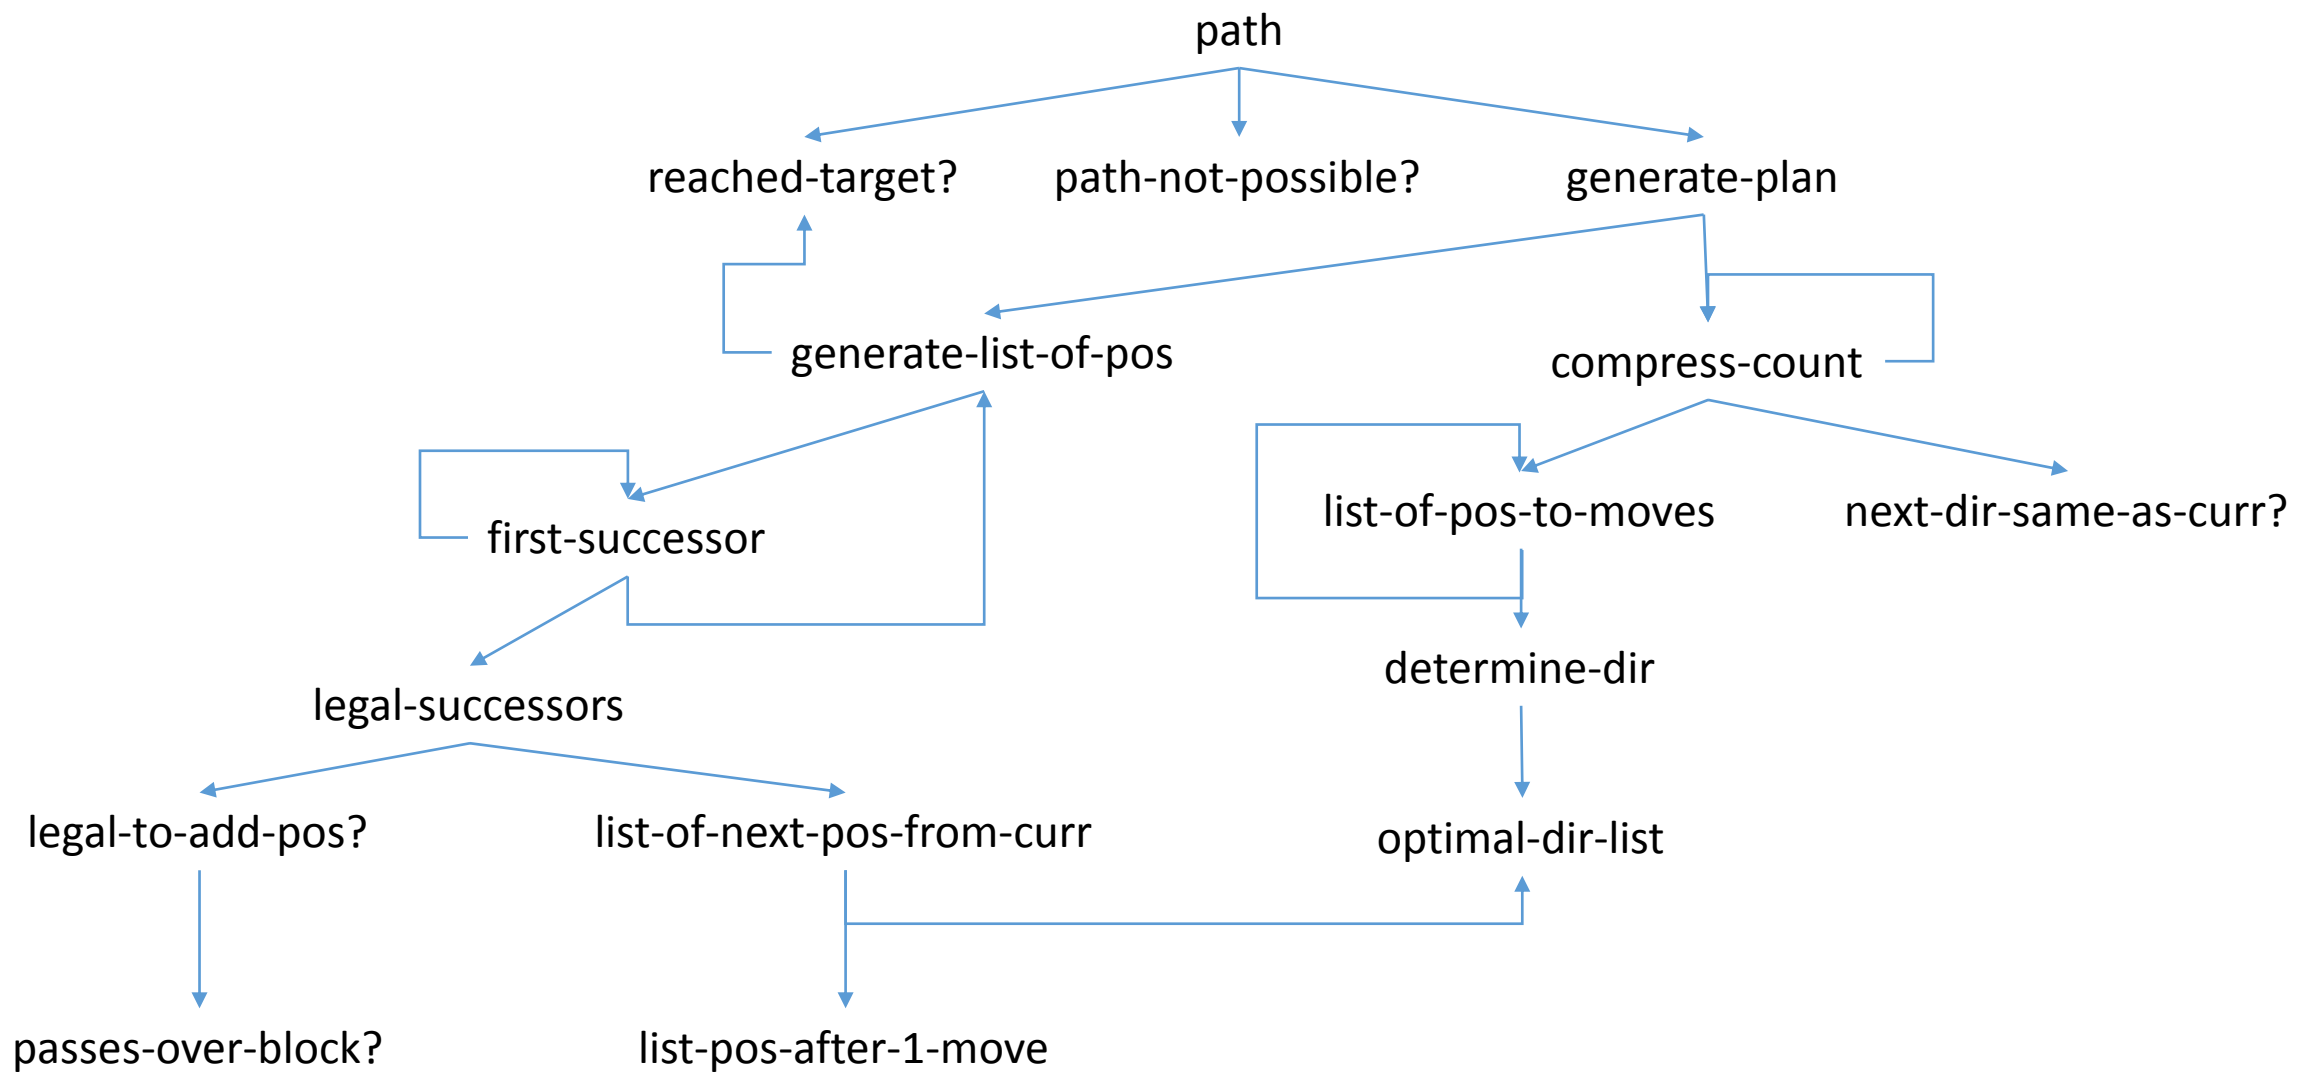 path
reached-target?
path-not-possible?
generate-plan
generate-list-of-pos
compress-count
list-of-pos-to-moves
next-dir-same-as-curr?
first-successor
determine-dir
legal-successors
legal-to-add-pos?
list-of-next-pos-from-curr
optimal-dir-list
passes-over-block?
list-pos-after-1-move